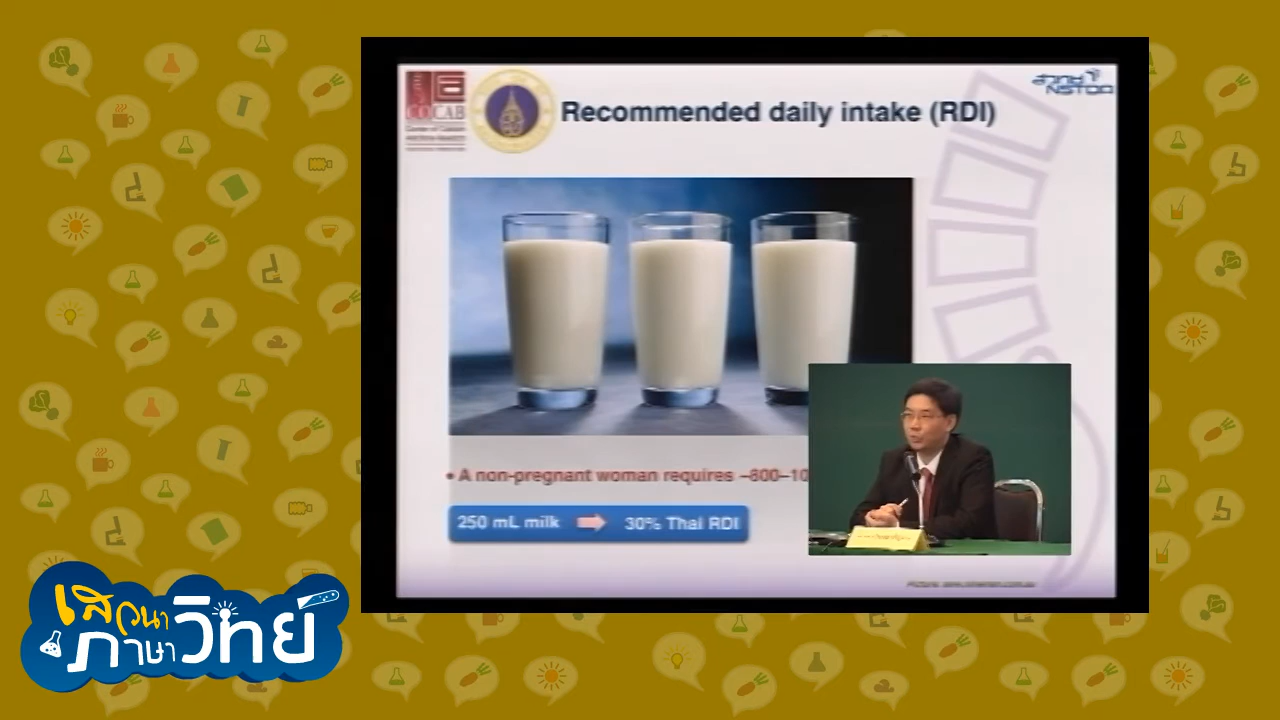 COCAB
สวทช
NSTDA
Recommended daily intake (RDI)
• A non-pregnant woman requires ~800–10
250 mL milk
30% Thai RDI
เสวนา
ภาษา
วิทย์